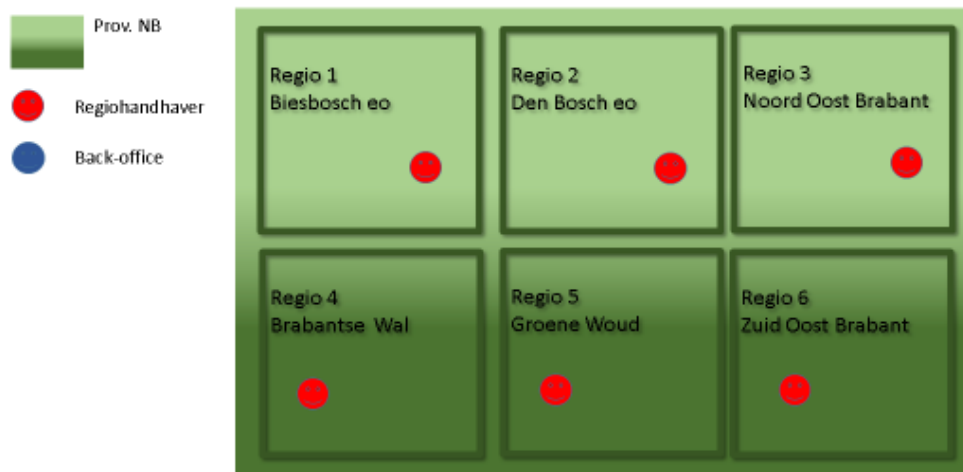 Prov. NB
Regiohandhaver
Back-office
Regio 1
Biesbosch eo
Regio 2
Den Bosch eo
Regio 3
Noord Oost Brabant
Regio 4
Brabantse Wal
Regio 5
Groene Woud
Regio 6
Zuid Oost Brabant